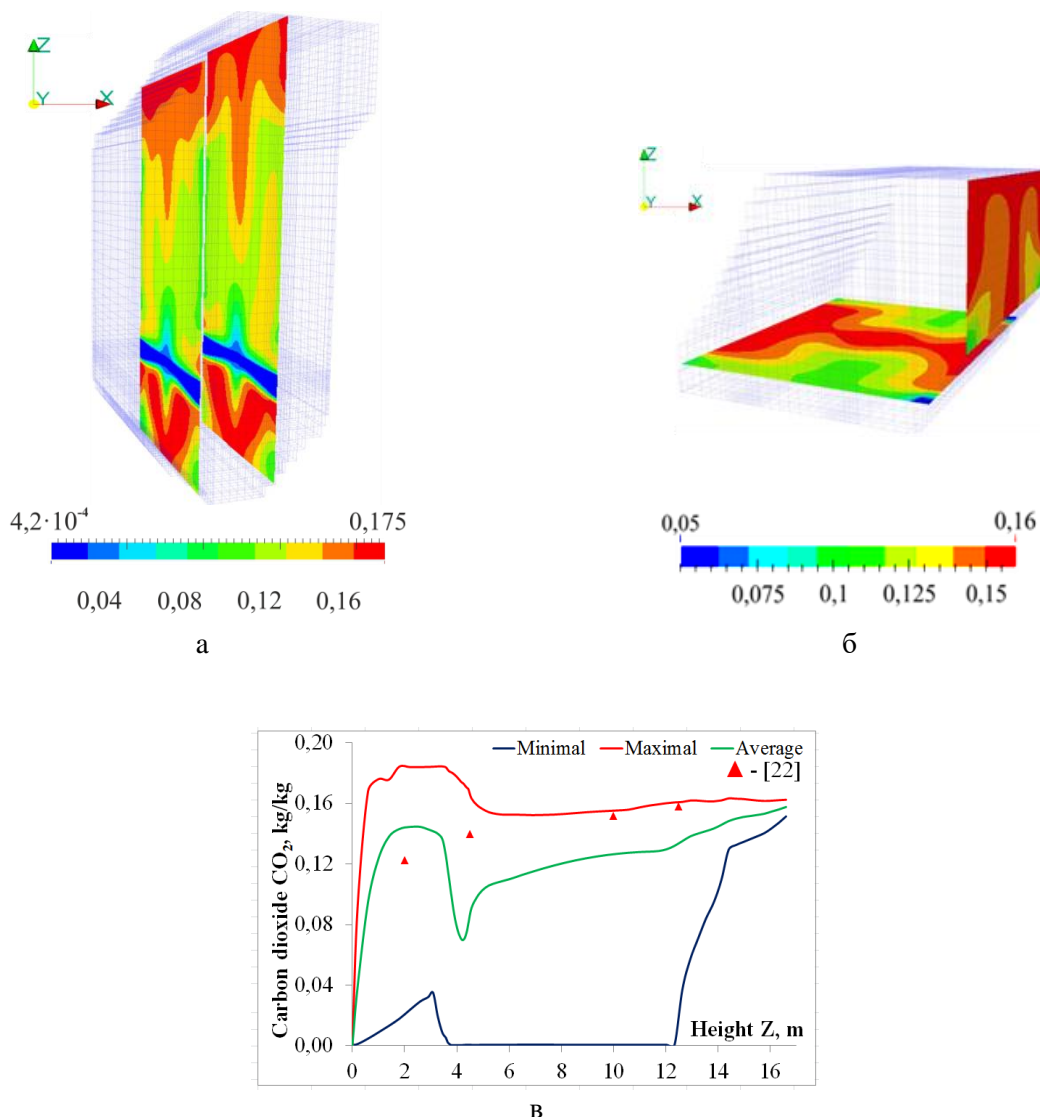 Z
Y X
4,2·10⁻⁴ 0,175
0,04 0,08 0,12 0,16
а
Z
Y X
0,05 0,16
0,075 0,1 0,125 0,15
б
0,20
Minimal Maximal Average
- [22]
0,16
0,12
0,08
0,04
0,00
Carbon dioxide CO₂, kg/kg
Height Z, m
0 2 4 6 8 10 12 14 16
в